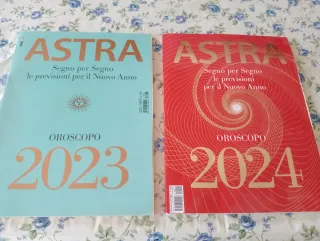 ASTRA
Segno per Segno
le previsioni per il Nuovo Anno
OROSCOPO
2023
ASTRA
Segno per Segno
le previsioni
per il Nuovo Anno
OROSCOPO
2024